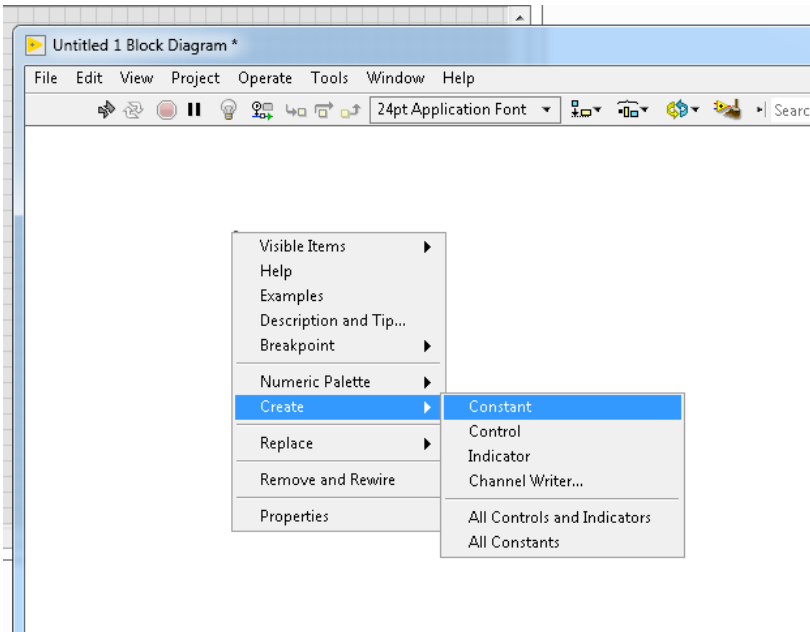 Untitled 1 Block Diagram *
File Edit View Project Operate Tools Window Help
24pt Application Font
Searc
Visible Items
Help
Examples
Description and Tip...
Breakpoint
Numeric Palette
Create
Constant
Control
Replace
Indicator
Remove and Rewire
Channel Writer...
Properties
All Controls and Indicators
All Constants